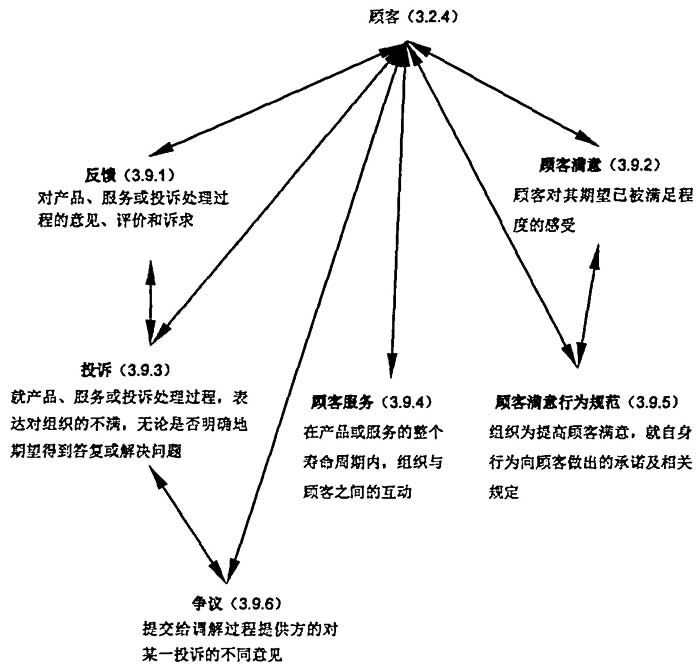 顾客（3.2.4）
反馈（3.9.1）
对产品、服务或投诉处理过
程的意见、评价和诉求
顾客满意（3.9.2）
顾客对其期望已被满足程
度的感受
投诉（3.9.3）
就产品、服务或投诉处理过程，表
达对组织的不满，无论是否明确地
期望得到答复或解决问题
顾客服务（3.9.4）
在产品或服务的整个
寿命周期内，组织与
顾客之间的互动
顾客满意行为规范（3.9.5）
组织为提高顾客满意，就自身
行为向顾客做出的承诺及相关
规定
争议（3.9.6）
提交给调解过程提供方的对
某一投诉的不同意见